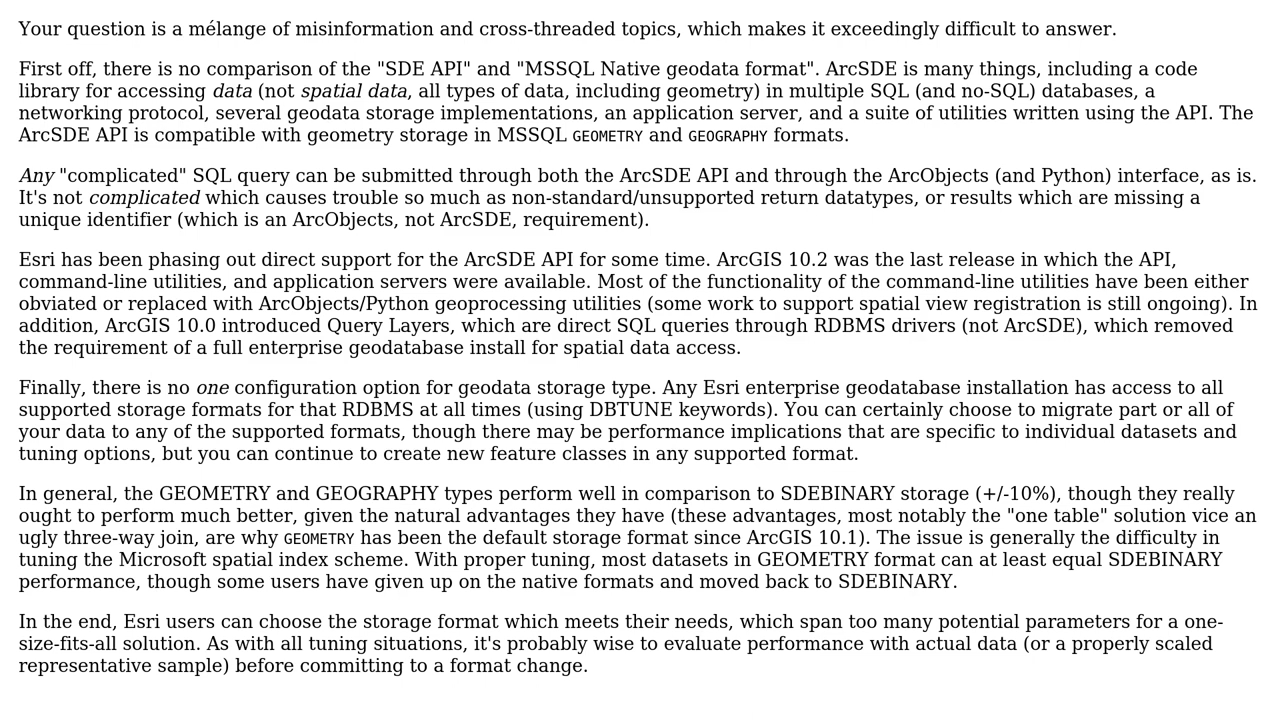 Your question is a mélange of misinformation and cross-threaded topics, which makes it exceedingly difficult to answer.
First off, there is no comparison of the "SDE API" and "MSSQL Native geodata format". ArcSDE is many things, including a code
library for accessing data (not spatial data, all types of data, including geometry) in multiple SQL (and no-SQL) databases, a
networking protocol, several geodata storage implementations, an application server, and a suite of utilities written using the API. The
ArcSDE API is compatible with geometry storage in MSSQL GEOMETRY and GEOGRAPHY formats.
Any "complicated" SQL query can be submitted through both the ArcSDE API and through the ArcObjects (and Python) interface, as is.
It's not complicated which causes trouble so much as non-standard/unsupported return datatypes, or results which are missing a
unique identifier (which is an ArcObjects, not ArcSDE, requirement).
Esri has been phasing out direct support for the ArcSDE API for some time. ArcGIS 10.2 was the last release in which the API,
command-line utilities, and application servers were available. Most of the functionality of the command-line utilities have been either
obviated or replaced with ArcObjects/Python geoprocessing utilities (some work to support spatial view registration is still ongoing). In
addition, ArcGIS 10.0 introduced Query Layers, which are direct SQL queries through RDBMS drivers (not ArcSDE), which removed
the requirement of a full enterprise geodatabase install for spatial data access.
Finally, there is no one configuration option for geodata storage type. Any Esri enterprise geodatabase installation has access to all
supported storage formats for that RDBMS at all times (using DBTUNE keywords). You can certainly choose to migrate part or all of
your data to any of the supported formats, though there may be performance implications that are specific to individual datasets and
tuning options, but you can continue to create new feature classes in any supported format.
In general, the GEOMETRY and GEOGRAPHY types perform well in comparison to SDEBINARY storage (+/-10%), though they really
ought to perform much better, given the natural advantages they have (these advantages, most notably the "one table" solution vice an
ugly three-way join, are why GEOMETRY has been the default storage format since ArcGIS 10.1). The issue is generally the difficulty in
tuning the Microsoft spatial index scheme. With proper tuning, most datasets in GEOMETRY format can at least equal SDEBINARY
performance, though some users have given up on the native formats and moved back to SDEBINARY.
In the end, Esri users can choose the storage format which meets their needs, which span too many potential parameters for a one-
size-fits-all solution. As with all tuning situations, it's probably wise to evaluate performance with actual data (or a properly scaled
representative sample) before committing to a format change.